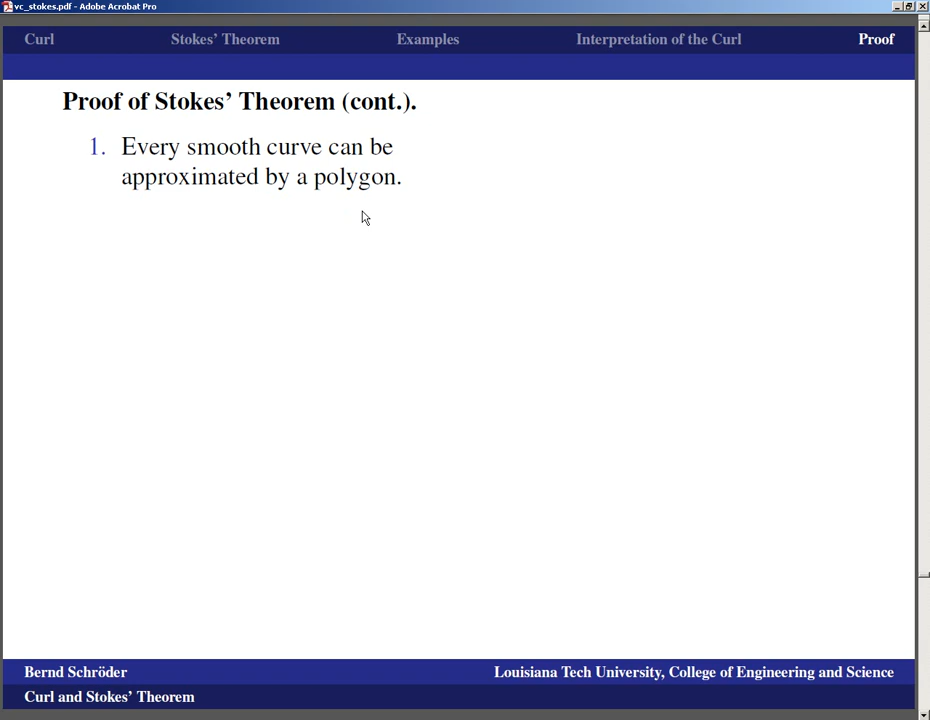 vc_stokes.pdf - Adobe Acrobat Pro
Curl Stokes’ Theorem Examples Interpretation of the Curl Proof
Proof of Stokes’ Theorem (cont.).
1. Every smooth curve can be
approximated by a polygon.
Bernd Schröder Louisiana Tech University, College of Engineering and Science
Curl and Stokes’ Theorem